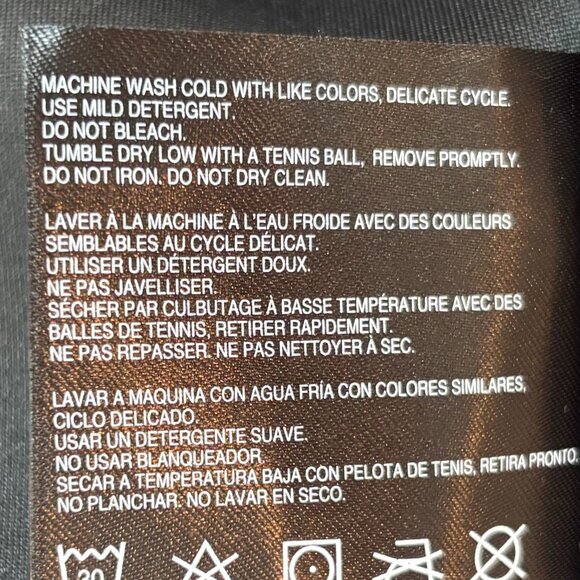 MACHINE WASH COLD WITH LIKE COLORS, DELICATE CYCLE.
USE MILD DETERGENT.
DO NOT BLEACH.
TUMBLE DRY LOW WITH A TENNIS BALL, REMOVE PROMPTLY.
DO NOT IRON. DO NOT DRY CLEAN.
LAVER À LA MACHINE À L'EAU FROIDE AVEC DES COULEURS
SEMBLABLES AU CYCLE DÉLICAT.
UTILISER UN DÉTERGENT DOUX.
NE PAS JAVELLISER.
SÉCHER PAR CULBUTAGE À BASSE TEMPÉRATURE AVEC DES
BALLES DE TENNIS, RETIRER RAPIDEMENT.
NE PAS REPASSER. NE PAS NETTOYER À SEC.
LAVAR A MAQUINA CON AGUA FRÍA CON COLORES SIMILARES,
CICLO DELICADO.
USAR UN DETERGENTE SUAVE.
NO USAR BLANQUEADOR
SECAR A TEMPERATURA BAJA CON PELOTA DE TENIS, RETIRA PRONTO.
NO PLANCHAR. NO LAVAR EN SECO.
30